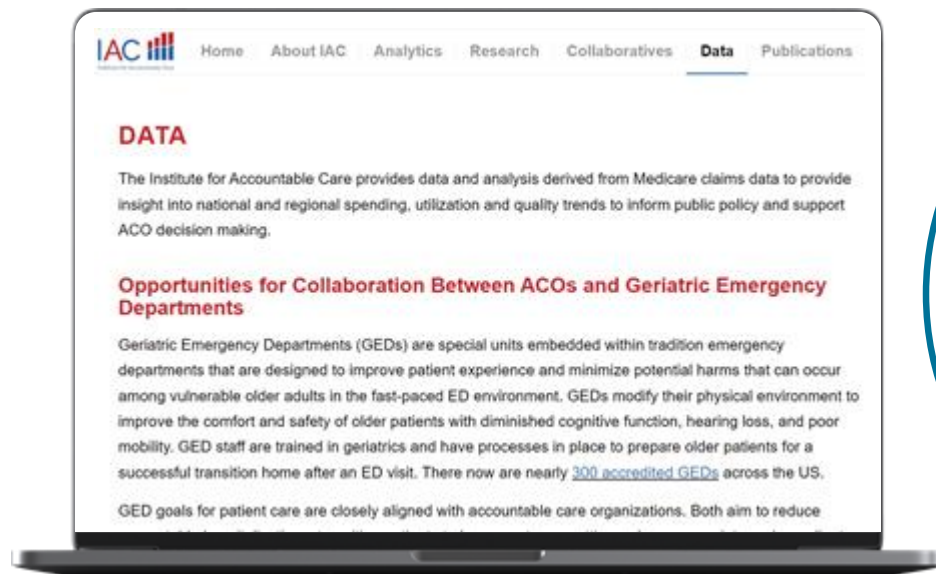 IAC
Home About IAC Analytics Research Collaboratives Data Publications
DATA
The Institute for Accountable Care provides data and analysis derived from Medicare claims data to provide
insight into national and regional spending, utilization and quality trends to inform public policy and support
ACO decision making.
Opportunities for Collaboration Between ACOs and Geriatric Emergency
Departments
Geriatric Emergency Departments (GEDs) are special units embedded within tradition emergency
departments that are designed to improve patient experience and minimize potential harms that can occur
among vulnerable older adults in the fast-paced ED environment. GEDs modify their physical environment to
improve the comfort and safety of older patients with diminished cognitive function, hearing loss, and poor
mobility. GED staff are trained in geriatrics and have processes in place to prepare older patients for a
successful transition home after an ED visit. There now are nearly 300 accredited GEDs across the US.
GED goals for patient care are closely aligned with accountable care organizations. Both aim to reduce